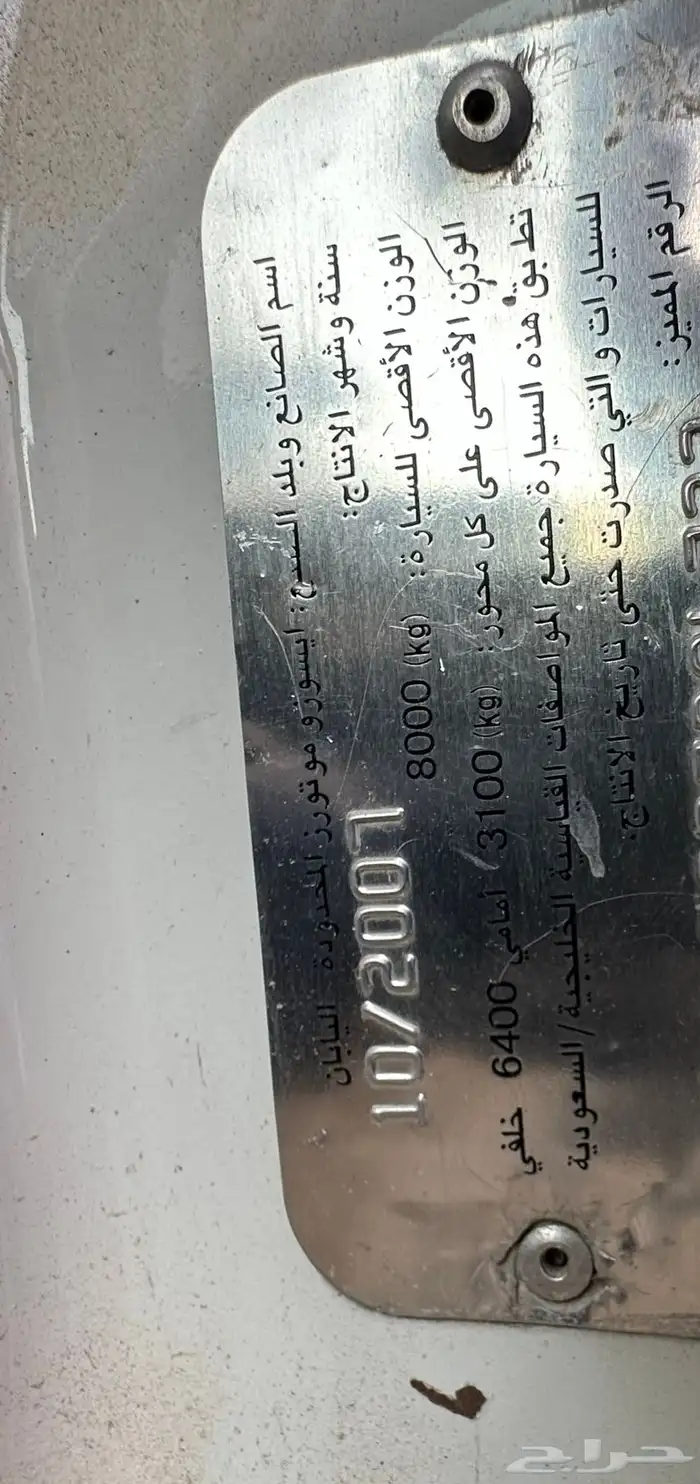 اسم الصانع وبلد الصنع: ايسوزو موتورز المحدودة اليابان
سنة وشهر الانتاج: 10/2007
الوزن الأقصى للسيارة: 8000 (kg)
الوزن الأقصى على كل محور: 3100 (kg) أمامي 6400 خلفي
تطبق هذه السيارة جميع المواصفات القياسية الخليجية/السعودية
للسيارات والتي صدرت حتى تاريخ الانتاج.
الرقم المميز:
حراج